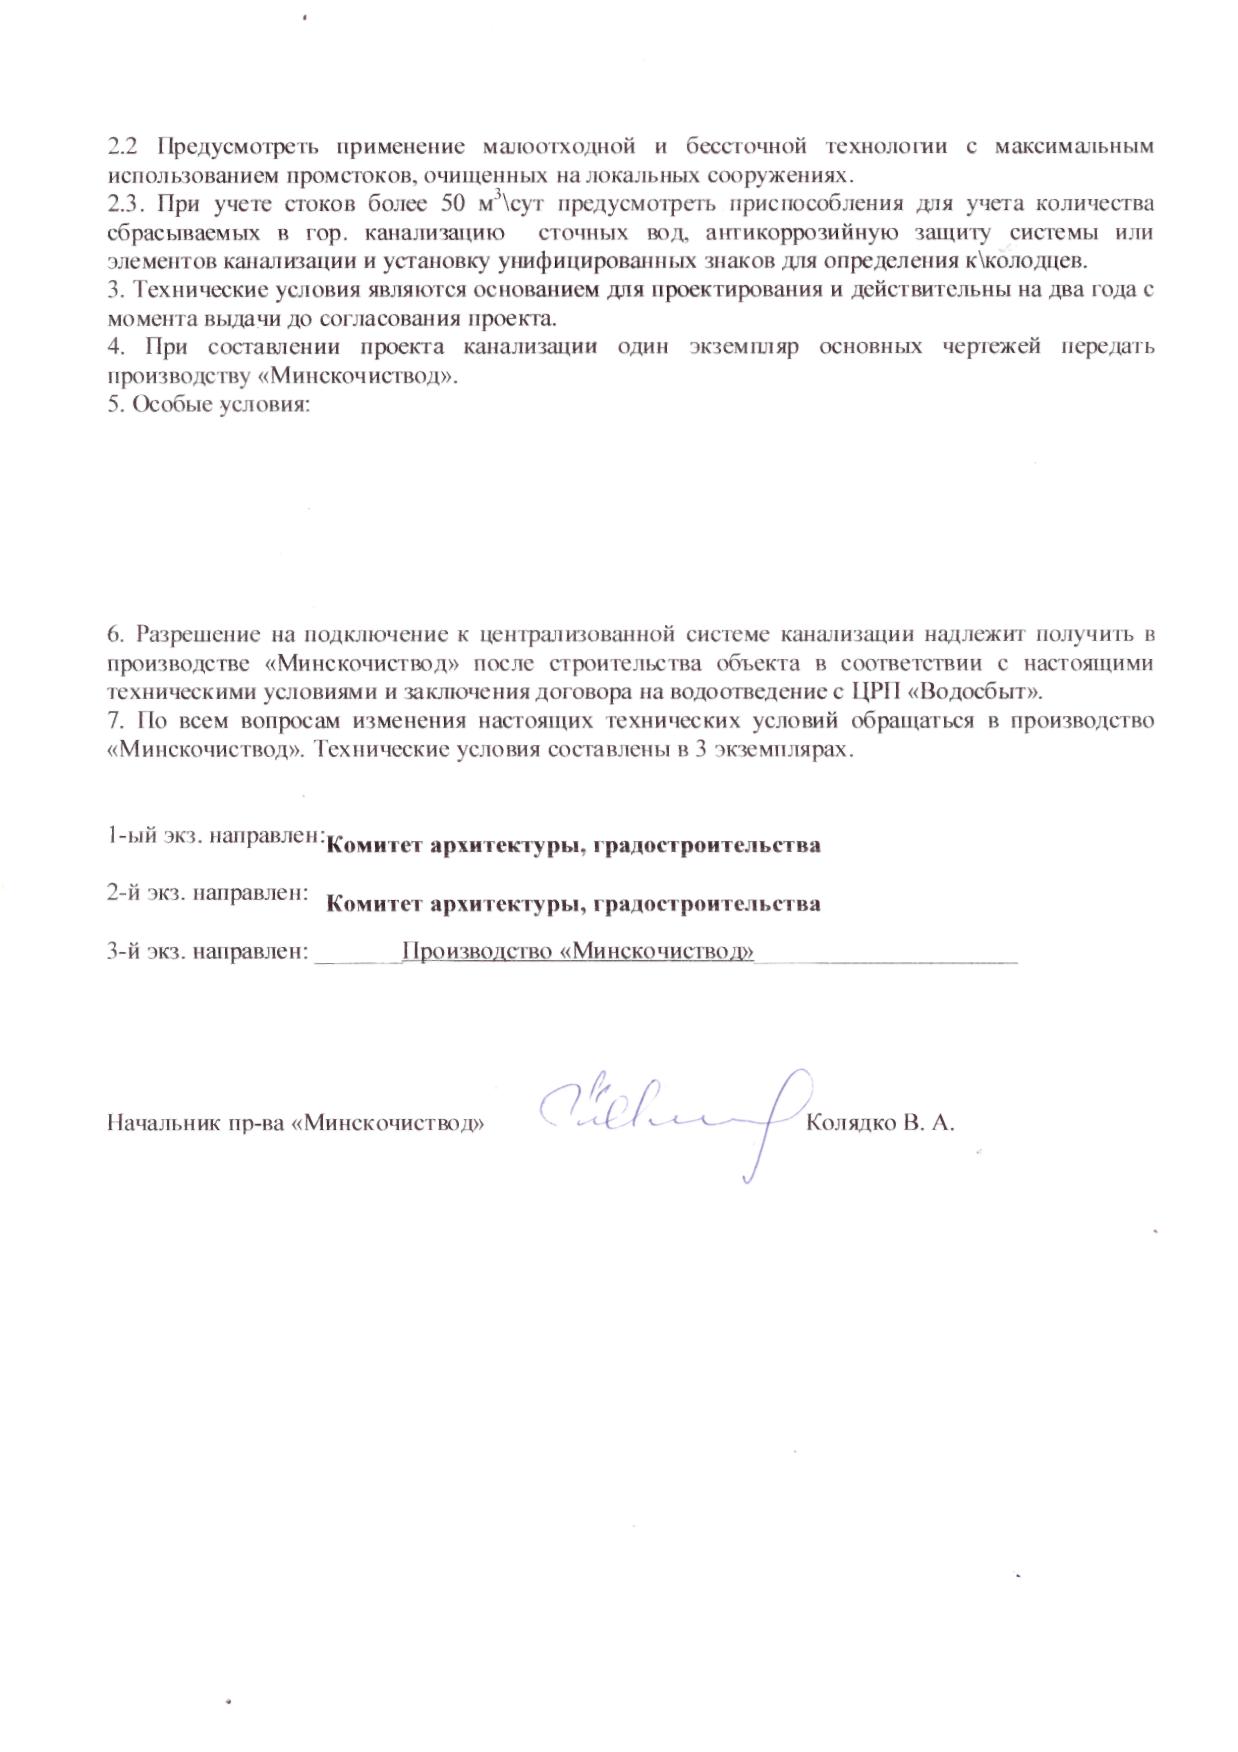 2.2 Предусмотреть применение малоотходной и бессточной технологии с максимальным
использованием промстоков, очищенных на локальных сооружениях.
2.3. При учете стоков более 50 м³\сут предусмотреть приспособления для учета количества
сбрасываемых в гор. канализацию сточных вод, антикоррозийную защиту системы или
элементов канализации и установку унифицированных знаков для определения к\колодцев.
3. Технические условия являются основанием для проектирования и действительны на два года с
момента выдачи до согласования проекта.
4. При составлении проекта канализации один экземпляр основных чертежей передать
производству «Минскочиствод».
5. Особые условия:
6. Разрешение на подключение к централизованной системе канализации надлежит получить в
производстве «Минскочиствод» после строительства объекта в соответствии с настоящими
техническими условиями и заключения договора на водоотведение с ЦРП «Водосбыт».
7. По всем вопросам изменения настоящих технических условий обращаться в производство
«Минскочиствод». Технические условия составлены в 3 экземплярах.
1-ый экз. направлен: Комитет архитектуры, градостроительства
2-й экз. направлен: Комитет архитектуры, градостроительства
3-й экз. направлен: Производство «Минскочиствод»
Начальник пр-ва «Минскочиствод» Колядко В. А.